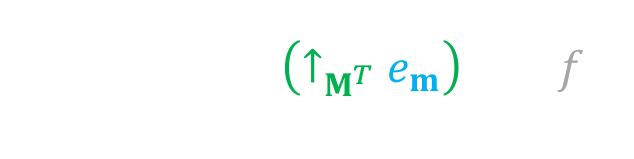 (↑_{𝐌^𝑇} 𝑒_𝐦) 𝑓